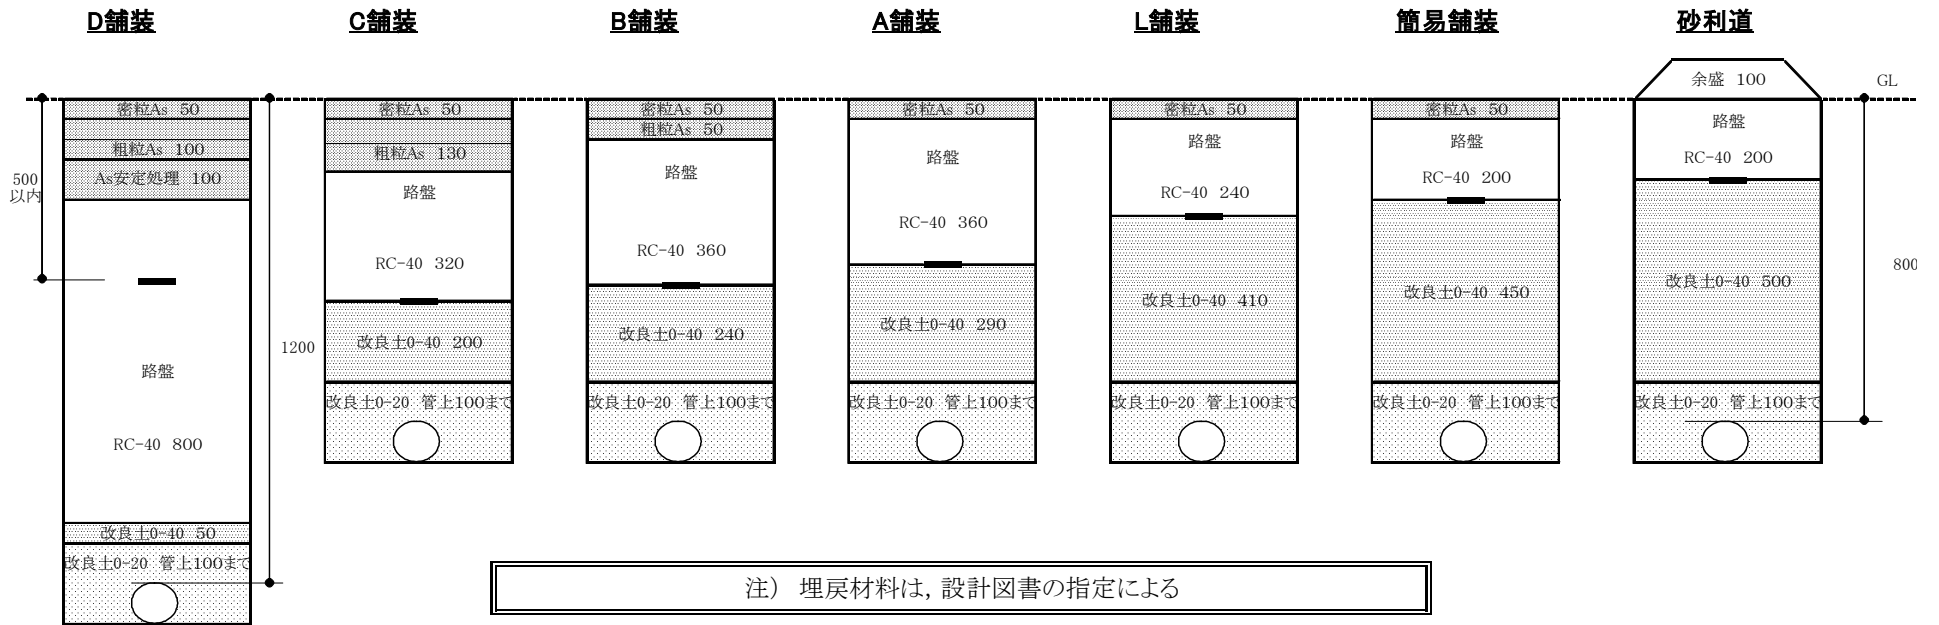 D舗装
C舗装
B舗装
A舗装
L舗装
簡易舗装
砂利道
GL
500
以内
1200
800
密粒As 50
粗粒As 100
As安定処理 100
路盤
RC-40 800
改良土0-40 50
改良土0-20 管上100まで
密粒As 50
粗粒As 130
路盤
RC-40 320
改良土0-40 200
改良土0-20 管上100まで
密粒As 50
粗粒As 50
路盤
RC-40 360
改良土0-40 240
改良土0-20 管上100まで
密粒As 50
路盤
RC-40 360
改良土0-40 290
改良土0-20 管上100まで
密粒As 50
路盤
RC-40 240
改良土0-40 410
改良土0-20 管上100まで
密粒As 50
路盤
RC-40 200
改良土0-40 450
改良土0-20 管上100まで
余盛 100
路盤
RC-40 200
改良土0-40 500
改良土0-20 管上100まで
注) 埋戻材料は,設計図書の指定による